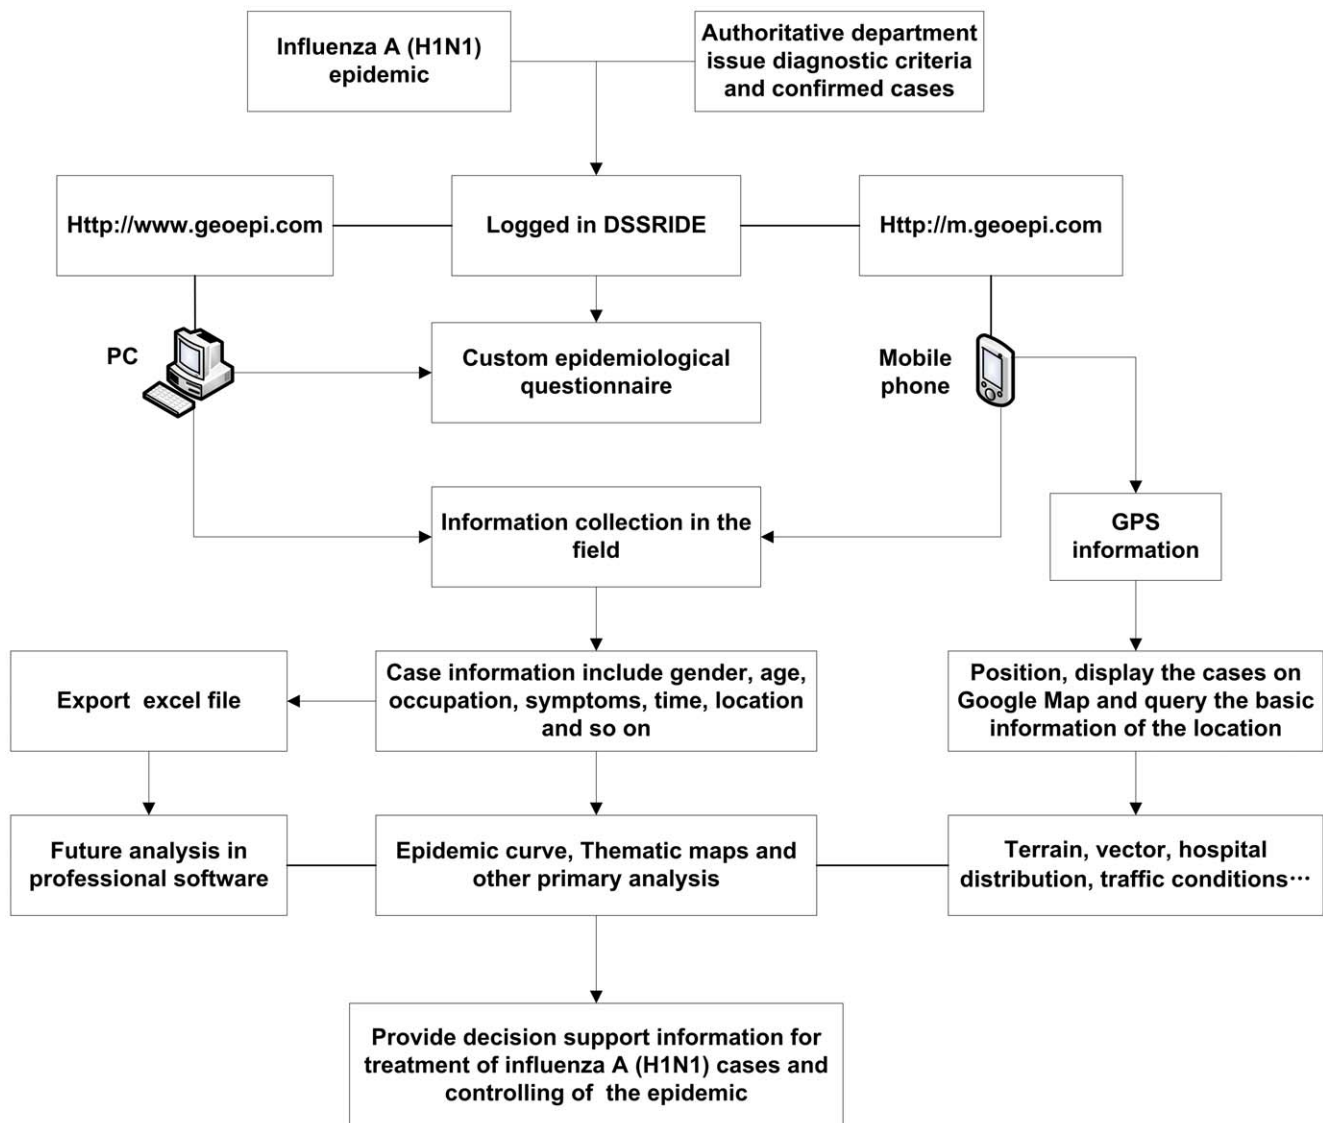 Influenza A (H1N1)
epidemic
Authoritative department
issue diagnostic criteria
and confirmed cases
Http://www.geoepi.com
Logged in DSSRIDE
Http://m.geoepi.com
PC
Custom epidemiological
questionnaire
Mobile
phone
Information collection in the
field
GPS
information
Export excel file
Case information include gender, age,
occupation, symptoms, time, location
and so on
Position, display the cases on
Google Map and query the basic
information of the location
Future analysis in
professional software
Epidemic curve, Thematic maps and
other primary analysis
Terrain, vector, hospital
distribution, traffic conditions…
Provide decision support information for
treatment of influenza A (H1N1) cases and
controlling of the epidemic